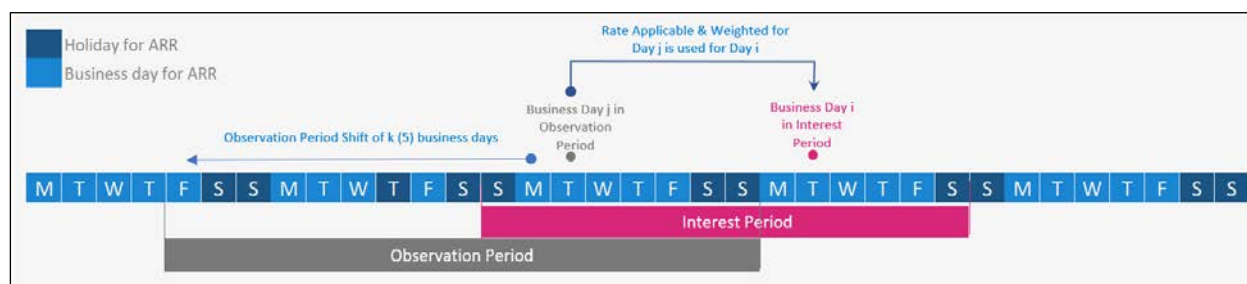 Rate Applicable & Weighted for
Day j is used for Day i
Holiday for ARR
Business day for ARR
Business Day j in
Observation
Period
Business Day i
in Interest
Period
Observation Period Shift of k (5) business days
M T W T F S S M T W T F S S M T W T F S S M T W T F S S M T W T F S S
Interest Period
Observation Period